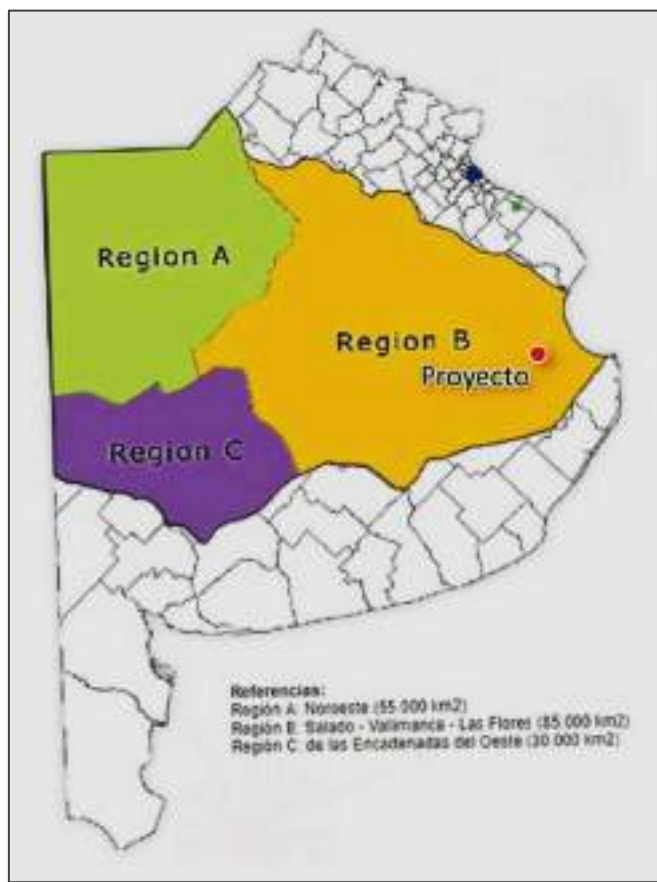 Region A
Region B
Proyecto
Region C
Referencias:
Región A: Noroeste (55 000 km2)
Región B: Salado - Vallimanca - Las Flores (85 000 km2)
Región C: de las Encadenadas del Oeste (30 000 km2)